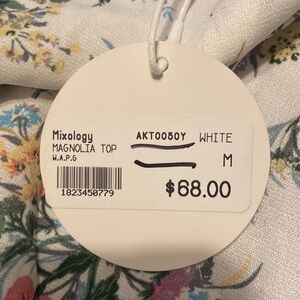 Mixology AKT0050Y WHITE
MAGNOLIA TOP
W.A.P.G M
1823450779 $68.00